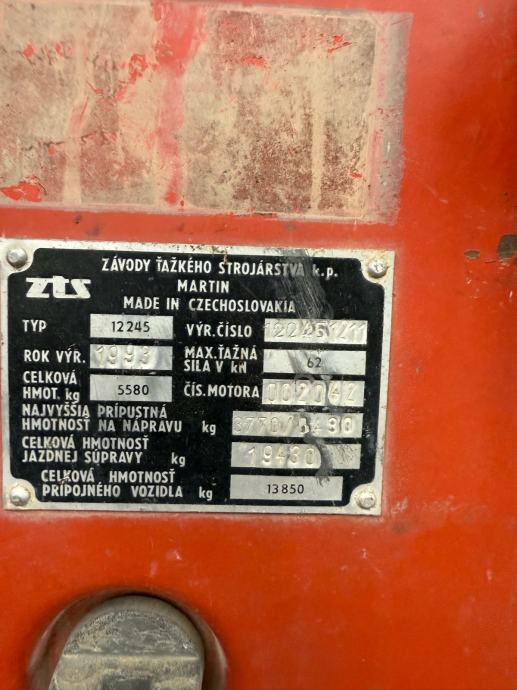 zts
ZÁVODY ŤAŽKÉHO STROJÁRSTVA k.p.
MARTIN
MADE IN CZECHOSLOVAKIA
TYP 12245 VÝR. ČÍSLO
ROK VÝR. 1993 MAX. ŤAŽNÁ SILA V kN 62
CELKOVÁ HMOT. kg 5580 ČÍS. MOTORA 002042
NAJVYŠŠIA PRÍPUSTNÁ
HMOTNOSŤ NA NÁPRAVU kg
CELKOVÁ HMOTNOSŤ
JAZDNEJ SÚPRAVY kg 19430
CELKOVÁ HMOTNOSŤ
PRÍPOJNÉHO VOZIDLA kg 13850